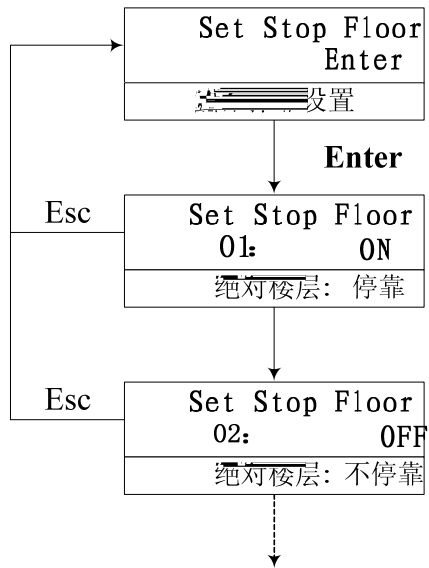 Set Stop Floor
Enter
设置
Enter
Esc
Set Stop Floor
01: ON
绝对楼层: 停靠
Esc
Set Stop Floor
02: OFF
绝对楼层: 不停靠